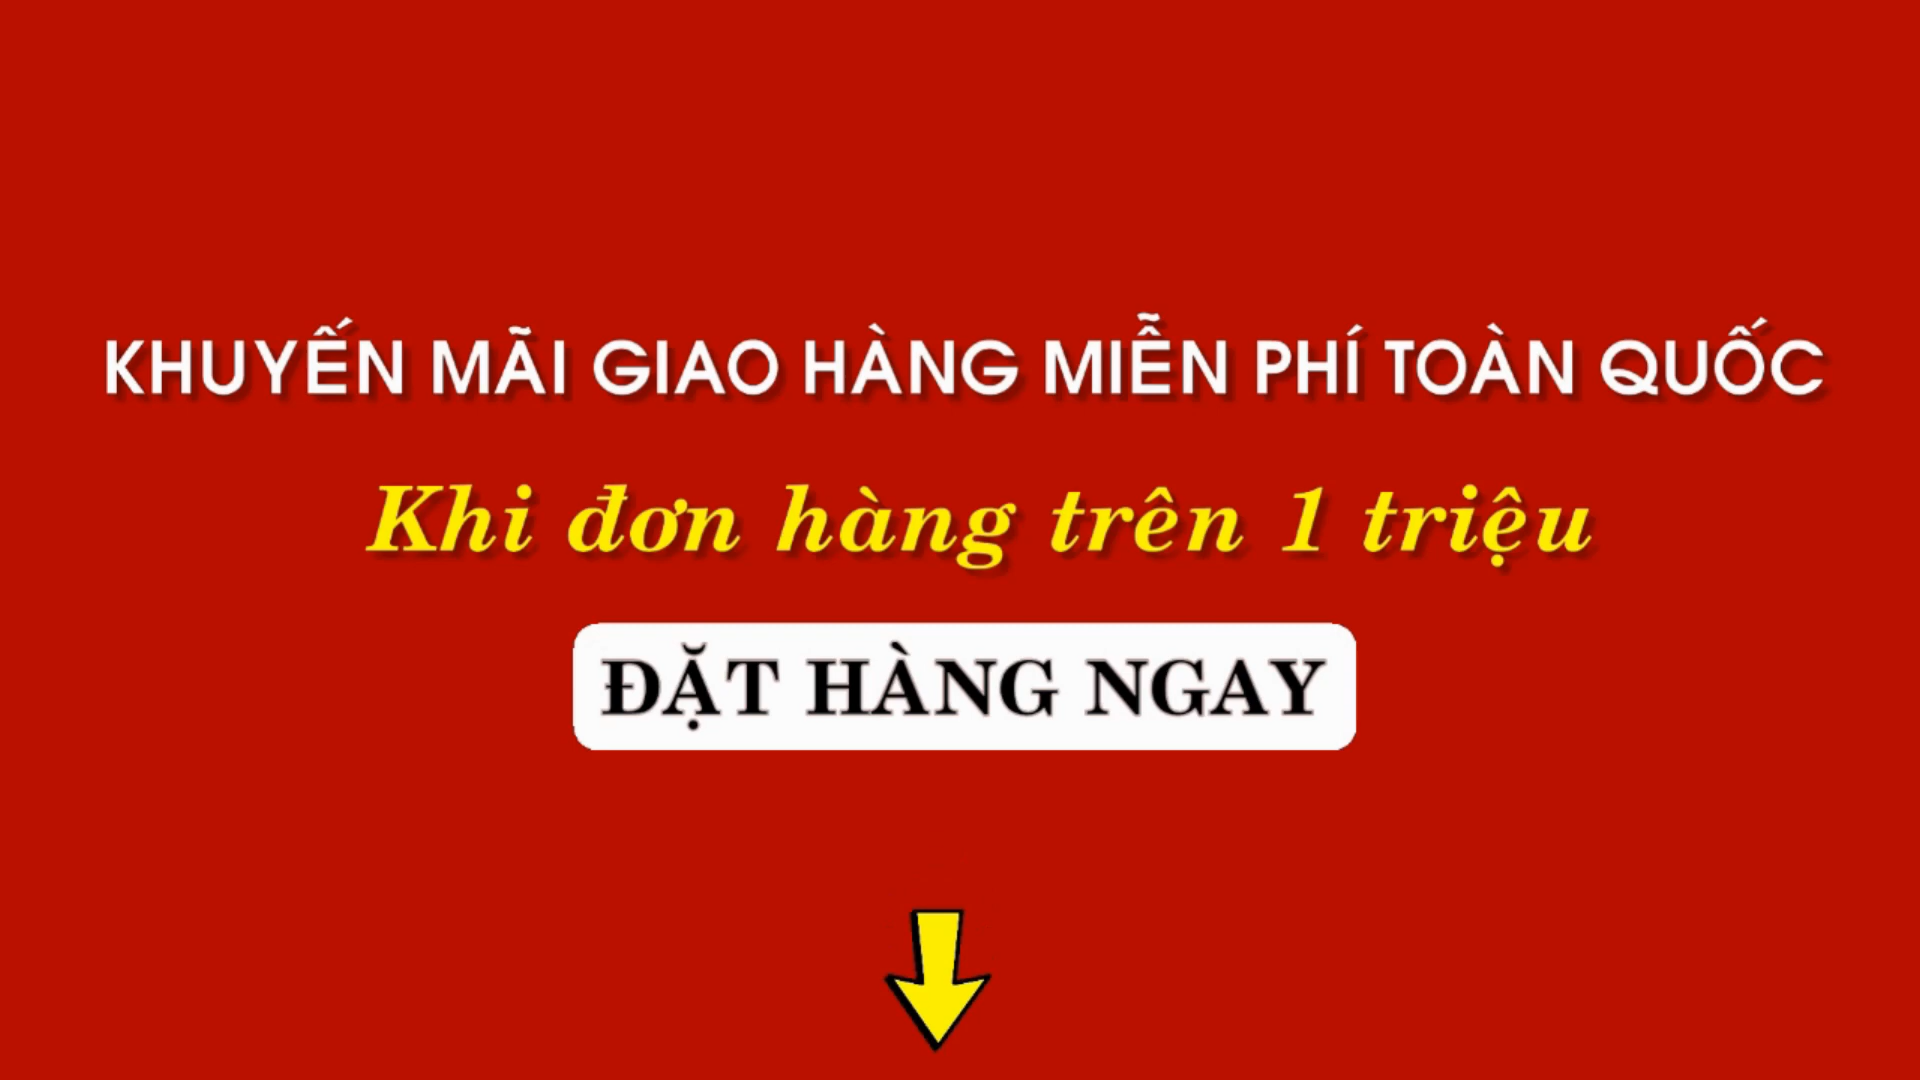 KHUYẾN MÃI GIAO HÀNG MIỄN PHÍ TOÀN QUỐC
Khi đơn hàng trên 1 triệu
ĐẶT HÀNG NGAY